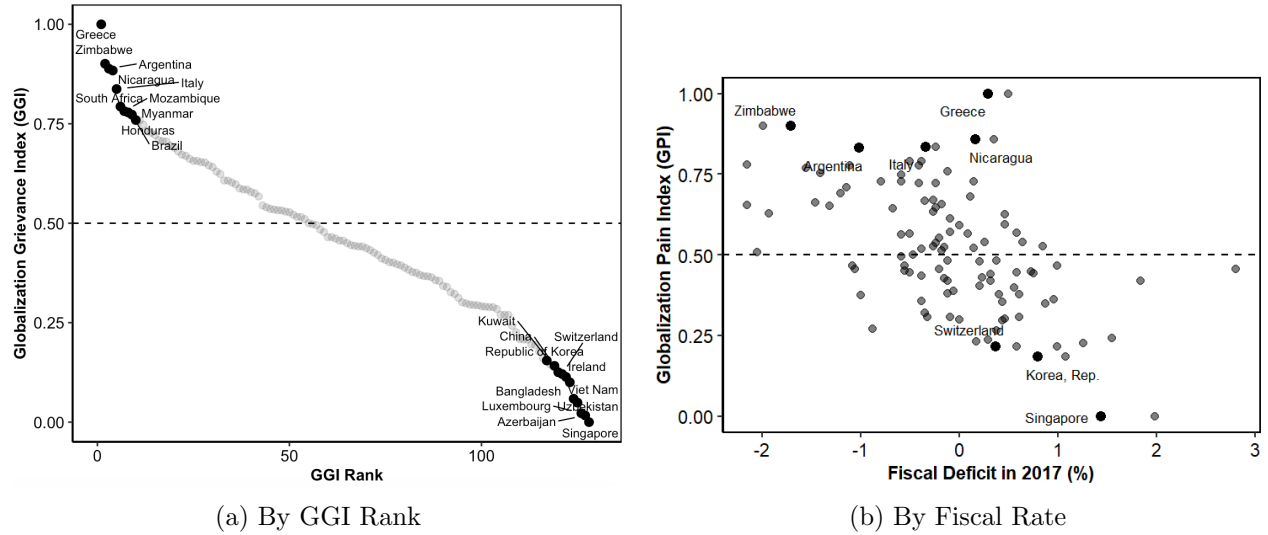 1.00
0.75
0.50
0.25
0.00
Globalization Grievance Index (GGI)
Greece
Zimbabwe
Argentina
Nicaragua
Italy
South Africa
Mozambique
Myanmar
Honduras
Brazil
Kuwait
China
Switzerland
Republic of Korea
Ireland
Bangladesh
Viet Nam
Luxembourg
Uzbekistan
Azerbaijan
Singapore
0
50
100
GGI Rank
(a) By GGI Rank
1.00
0.75
0.50
0.25
0.00
Globalization Pain Index (GPI)
Zimbabwe
Greece
Argentina
Italy
Nicaragua
Switzerland
Korea, Rep.
Singapore
-2
-1
0
1
2
3
Fiscal Deficit in 2017 (%)
(b) By Fiscal Rate